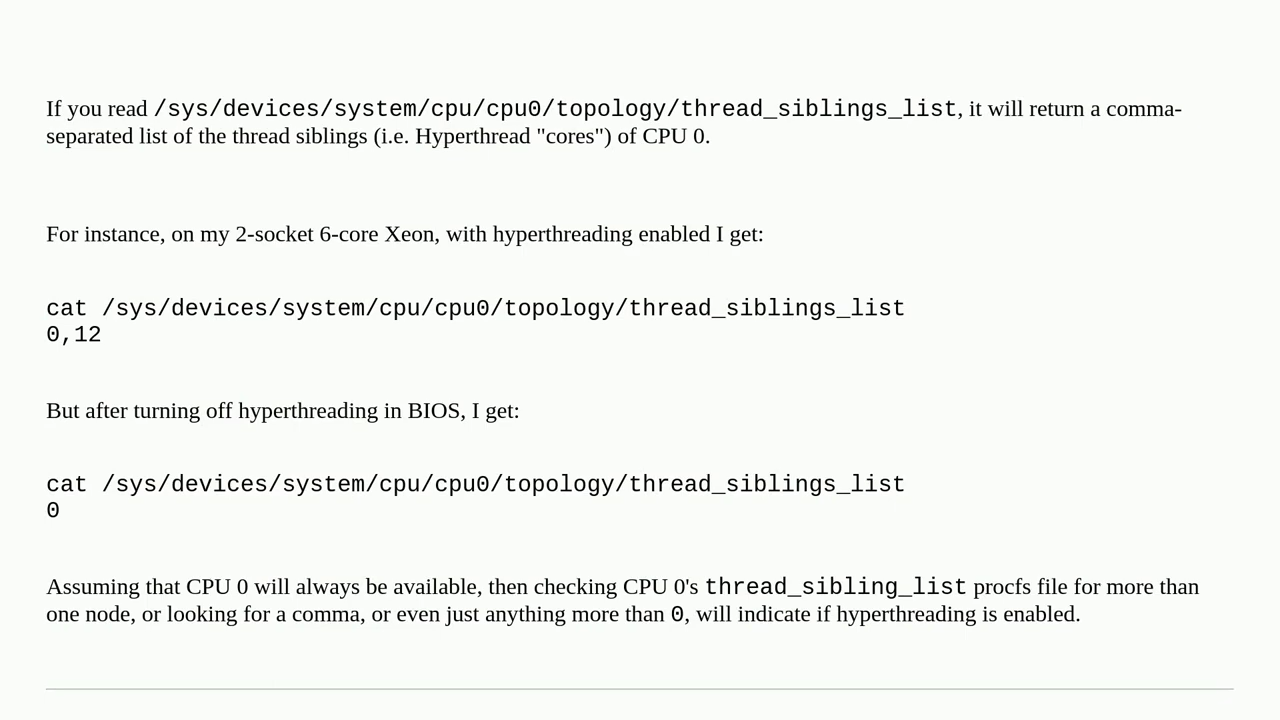 If you read /sys/devices/system/cpu/cpu0/topology/thread_siblings_list, it will return a comma-
separated list of the thread siblings (i.e. Hyperthread "cores") of CPU 0.
For instance, on my 2-socket 6-core Xeon, with hyperthreading enabled I get:
cat /sys/devices/system/cpu/cpu0/topology/thread_siblings_list
0,12
But after turning off hyperthreading in BIOS, I get:
cat /sys/devices/system/cpu/cpu0/topology/thread_siblings_list
0
Assuming that CPU 0 will always be available, then checking CPU 0's thread_sibling_list procfs file for more than
one node, or looking for a comma, or even just anything more than 0, will indicate if hyperthreading is enabled.